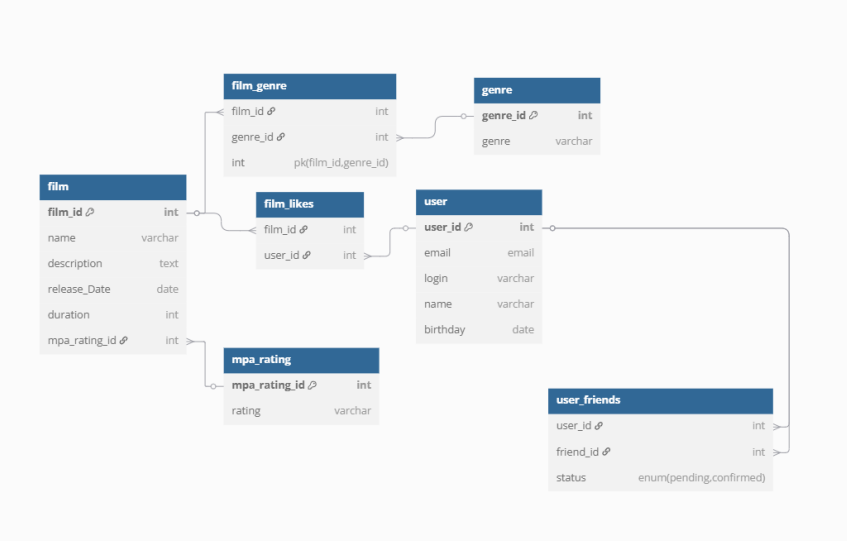 film_genre
film_id int
genre_id int
int pk(film_id,genre_id)
genre
genre_id int
genre varchar
film
film_id int
name varchar
description text
release_Date date
duration int
mpa_rating_id int
film_likes
film_id int
user_id int
user
user_id int
email email
login varchar
name varchar
birthday date
mpa_rating
mpa_rating_id int
rating varchar
user_friends
user_id int
friend_id int
status enum(pending,confirmed)